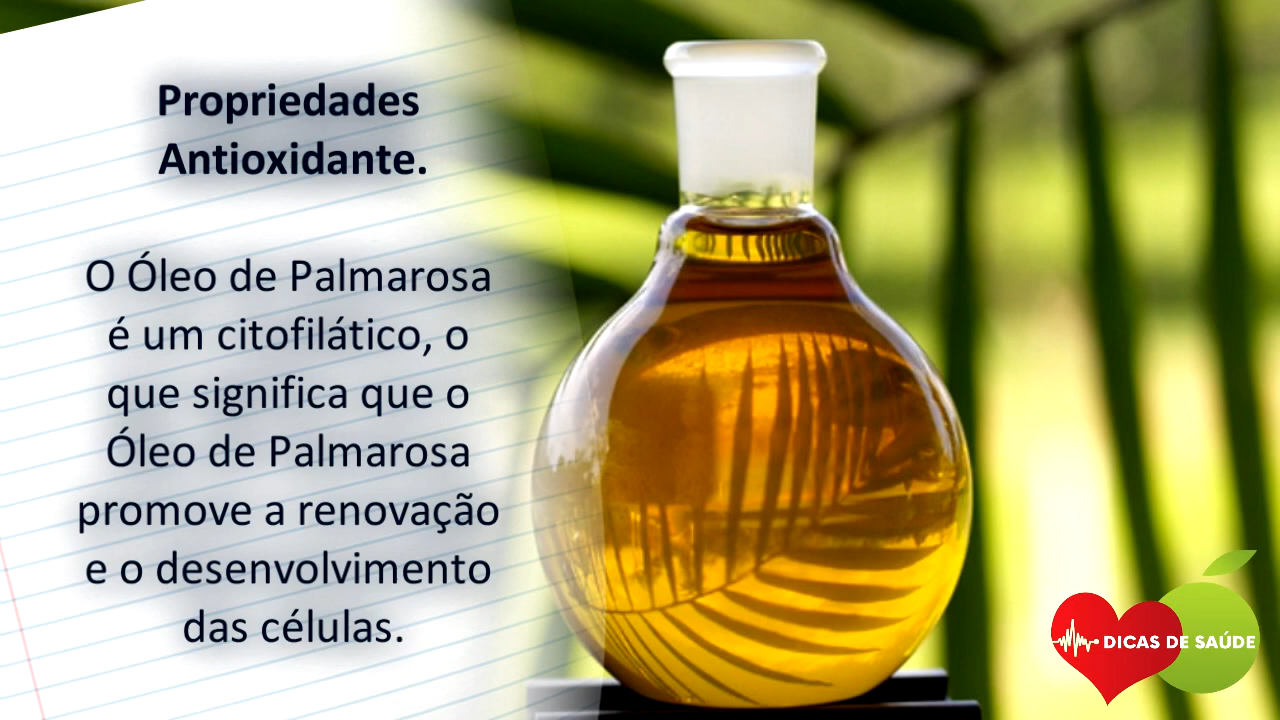 Propriedades
Antioxidante.
O Óleo de Palmarosa
é um citofilático, o
que significa que o
Óleo de Palmarosa
promove a renovação
e o desenvolvimento
das células.
DICAS DE SAÚDE